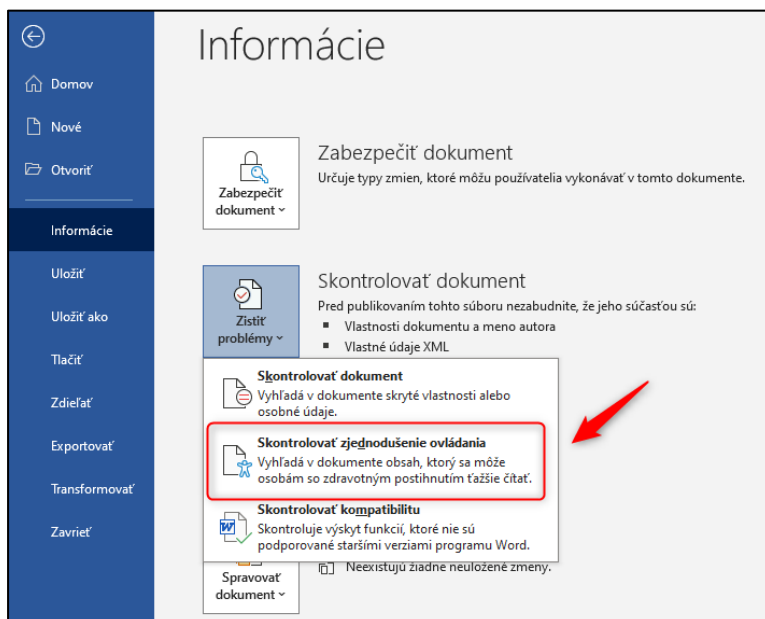 Informácie
Domov
Nové
Otvoriť
Informácie
Uložiť
Uložiť ako
Tlačiť
Zdieľať
Exportovať
Transformovať
Zavrieť
Zabezpečiť
dokument
Zabezpečiť dokument
Určuje typy zmien, ktoré môžu používatelia vykonávať v tomto dokumente.
Zistiť
problémy
Skontrolovať dokument
Pred publikovaním tohto súboru nezabudnite, že jeho súčasťou sú:
Vlastnosti dokumentu a meno autora
Vlastné údaje XML
Skontrolovať dokument
Vyhľadá v dokumente skryté vlastnosti alebo
osobné údaje.
Skontrolovať zjednodušenie ovládania
Vyhľadá v dokumente obsah, ktorý sa môže
osobám so zdravotným postihnutím ťažšie čítať.
Skontrolovať kompatibilitu
Skontroluje výskyt funkcií, ktoré nie sú
podporované staršími verziami programu Word.
Spravovať
dokument
Neexistujú žiadne neuložené zmeny.